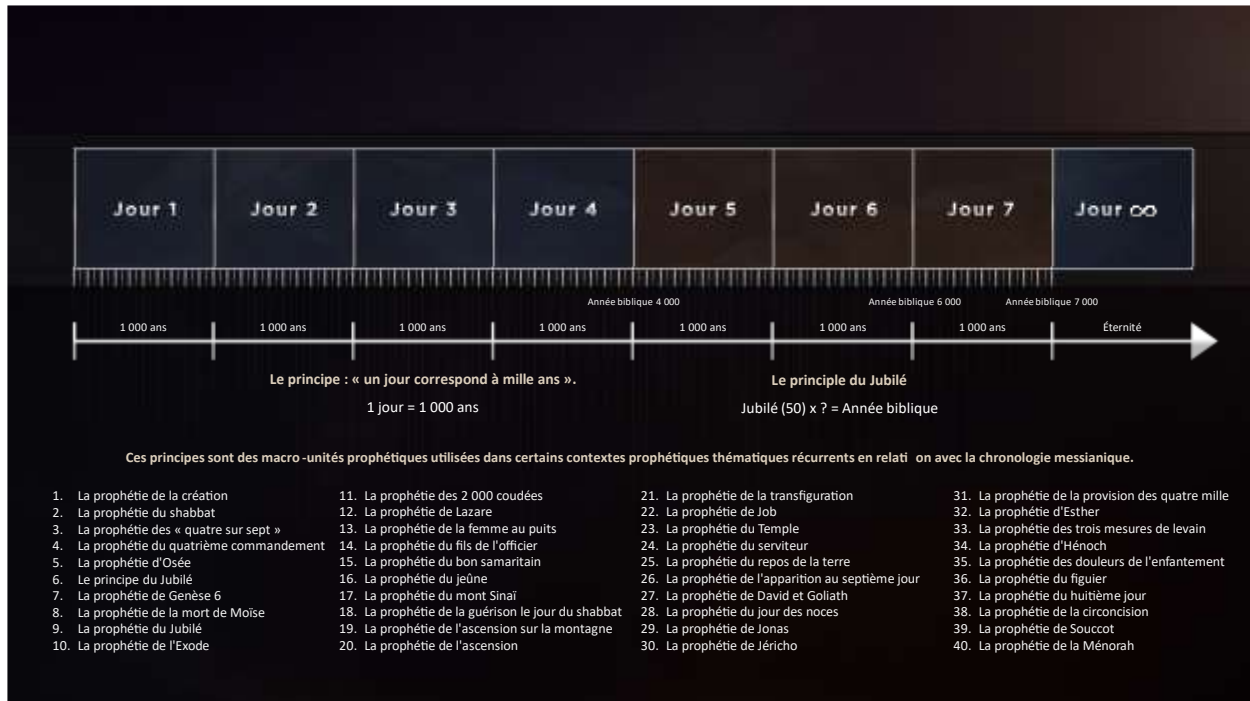 Jour 1 Jour 2 Jour 3 Jour 4 Jour 5 Jour 6 Jour 7 Jour ∞
Année biblique 4 000 Année biblique 6 000 Année biblique 7 000
1 000 ans 1 000 ans 1 000 ans 1 000 ans 1 000 ans 1 000 ans 1 000 ans Éternité
Le principe : « un jour correspond à mille ans ».
1 jour = 1 000 ans
Le principle du Jubilé
Jubilé (50) x ? = Année biblique
Ces principes sont des macro -unités prophétiques utilisées dans certains contextes prophétiques thématiques récurrents en relati on avec la chronologie messianique.
1. La prophétie de la création
2. La prophétie du shabbat
3. La prophétie des « quatre sur sept »
4. La prophétie du quatrième commandement
5. La prophétie d'Osée
6. Le principe du Jubilé
7. La prophétie de Genèse 6
8. La prophétie de la mort de Moïse
9. La prophétie du Jubilé
10. La prophétie de l'Exode
11. La prophétie des 2 000 coudées
12. La prophétie de Lazare
13. La prophétie de la femme au puits
14. La prophétie du fils de l'officier
15. La prophétie du bon samaritain
16. La prophétie du jeûne
17. La prophétie du mont Sinaï
18. La prophétie de la guérison le jour du shabbat
19. La prophétie de l'ascension sur la montagne
20. La prophétie de l'ascension
21. La prophétie de la transfiguration
22. La prophétie de Job
23. La prophétie du Temple
24. La prophétie du serviteur
25. La prophétie du repos de la terre
26. La prophétie de l'apparition au septième jour
27. La prophétie de David et Goliath
28. La prophétie du jour des noces
29. La prophétie de Jonas
30. La prophétie de Jéricho
31. La prophétie de la provision des quatre mille
32. La prophétie d'Esther
33. La prophétie des trois mesures de levain
34. La prophétie d'Hénoch
35. La prophétie des douleurs de l'enfantement
36. La prophétie du figuier
37. La prophétie du huitième jour
38. La prophétie de la circoncision
39. La prophétie de Souccot
40. La prophétie de la Ménorah